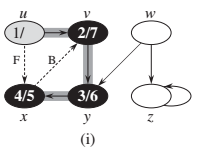 u v w
1/ 2/7
F B
4/5 3/6
x y z
(i)